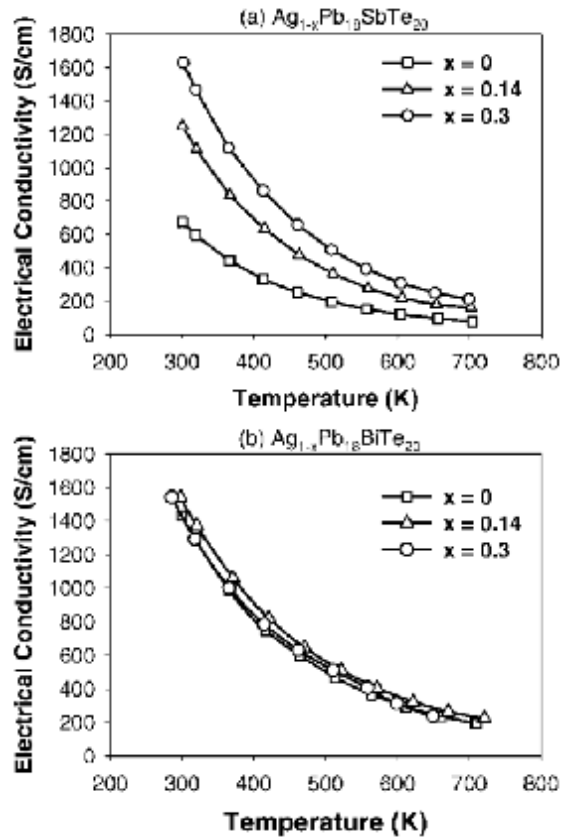 (a) Ag₁₋ₓPb₁₈SbTe₂₀
1800
1600
1400
1200
1000
800
600
400
200
0
Electrical Conductivity (S/cm)
x = 0
x = 0.14
x = 0.3
200 300 400 500 600 700 800
Temperature (K)
(b) Ag₁₋ₓPb₁₈BiTe₂₀
1800
1600
1400
1200
1000
800
600
400
200
0
Electrical Conductivity (S/cm)
x = 0
x = 0.14
x = 0.3
200 300 400 500 600 700 800
Temperature (K)